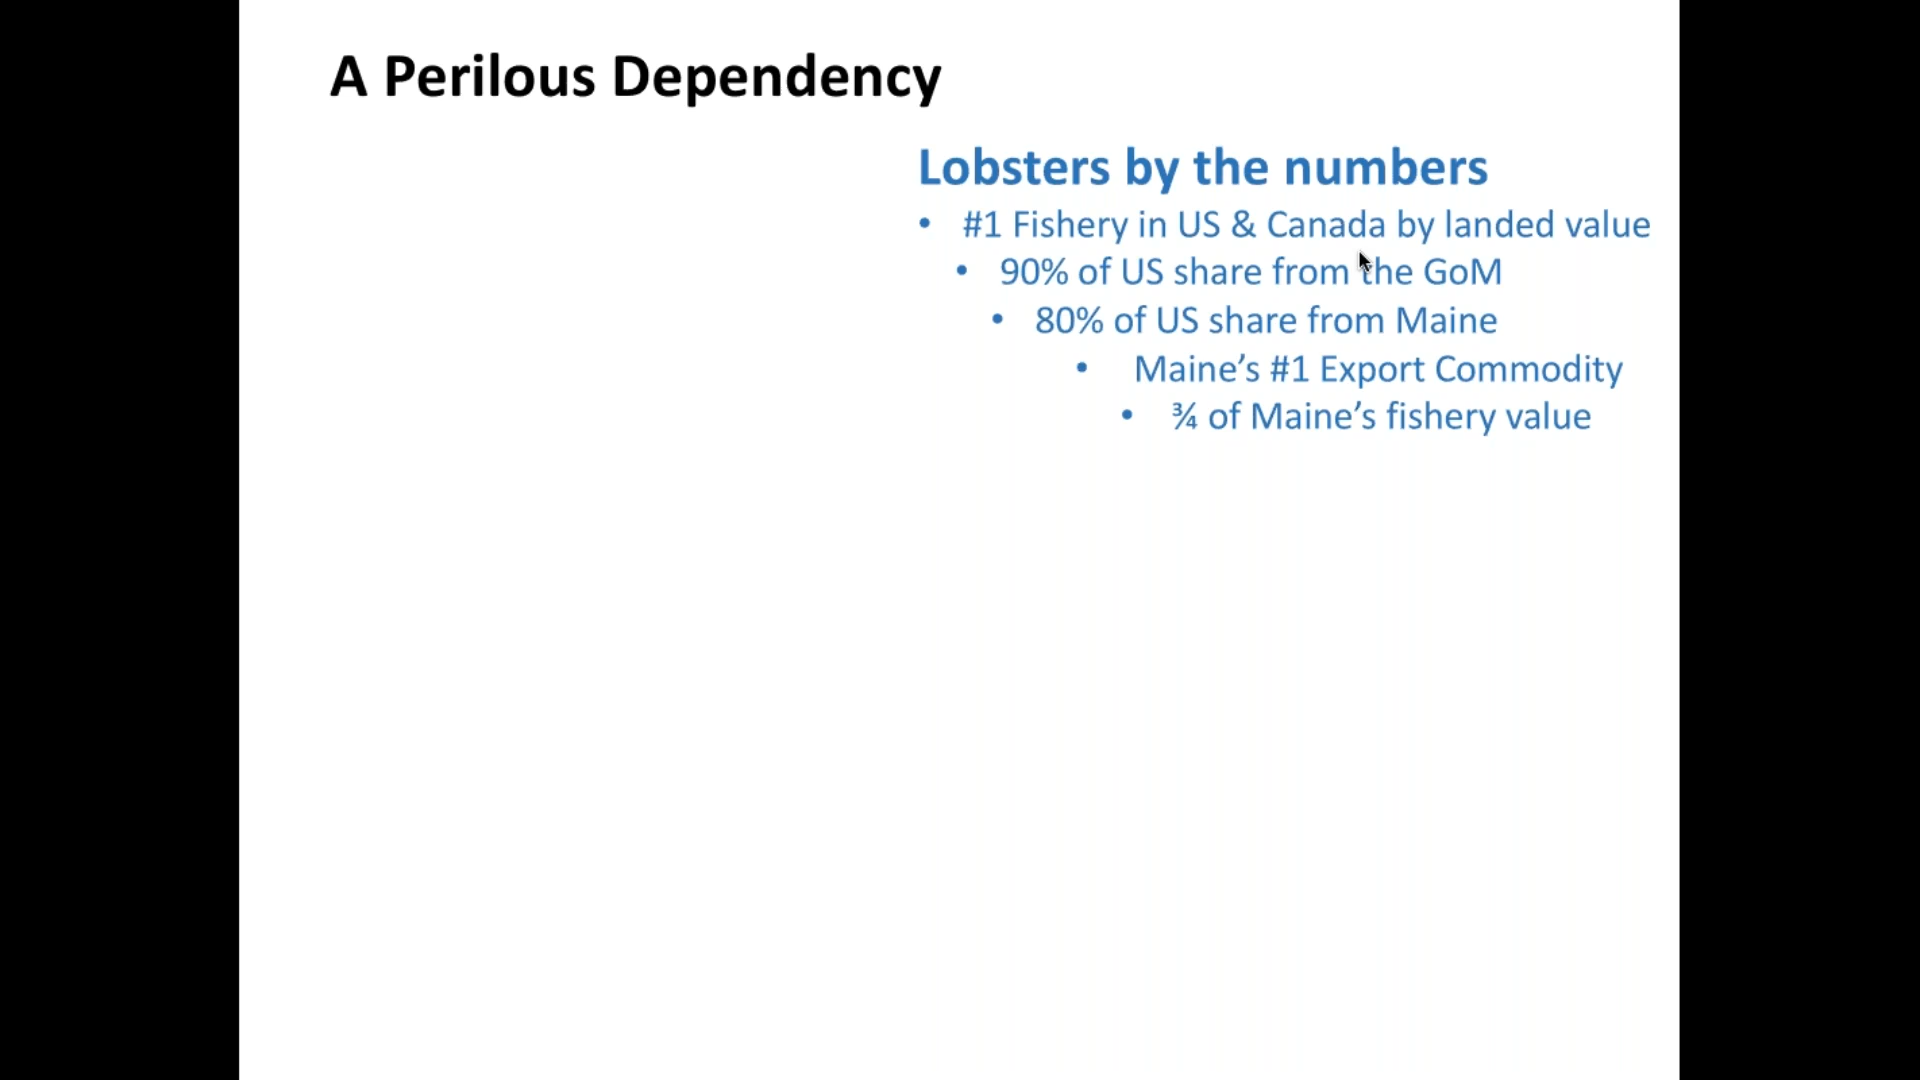 A Perilous Dependency
Lobsters by the numbers
• #1 Fishery in US & Canada by landed value
• 90% of US share from the GoM
• 80% of US share from Maine
• Maine’s #1 Export Commodity
• ¾ of Maine’s fishery value